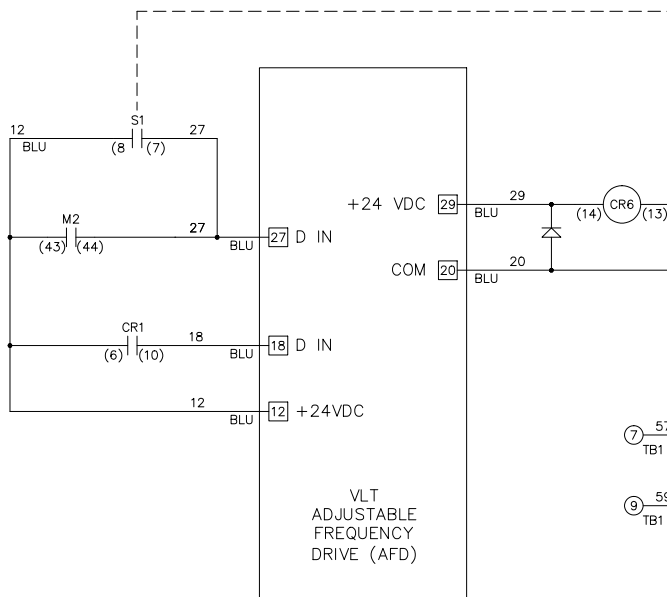 S1
12
27
BLU
(8
(7)
+24 VDC
29
29
BLU
(14)
CR6
(13)
M2
27
(43)
(44)
BLU
27
D IN
COM
20
20
BLU
CR1
18
(6)
(10)
BLU
18
D IN
12
BLU
12
+24VDC
7
57
TB1
VLT
ADJUSTABLE
FREQUENCY
DRIVE (AFD)
9
59
TB1